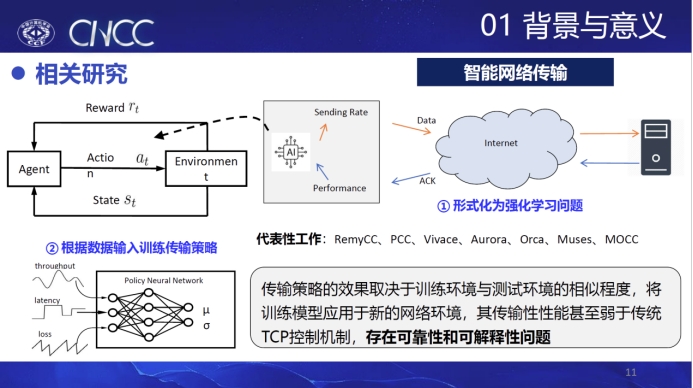 CNCC
01 背景与意义
相关研究
智能网络传输
Reward rₜ
Agent
Actio
n
aₜ
Environmen
t
State sₜ
Sending Rate
AI
Performance
Data
Internet
ACK
① 形式化为强化学习问题
② 根据数据输入训练传输策略
代表性工作：RemyCC、PCC、Vivace、Aurora、Orca、Muses、MOCC
throughput
latency
loss
Policy Neural Network
μ
σ
传输策略的效果取决于训练环境与测试环境的相似程度，将
训练模型应用于新的网络环境，其传输性性能甚至弱于传统
TCP控制机制，存在可靠性和可解释性问题
11